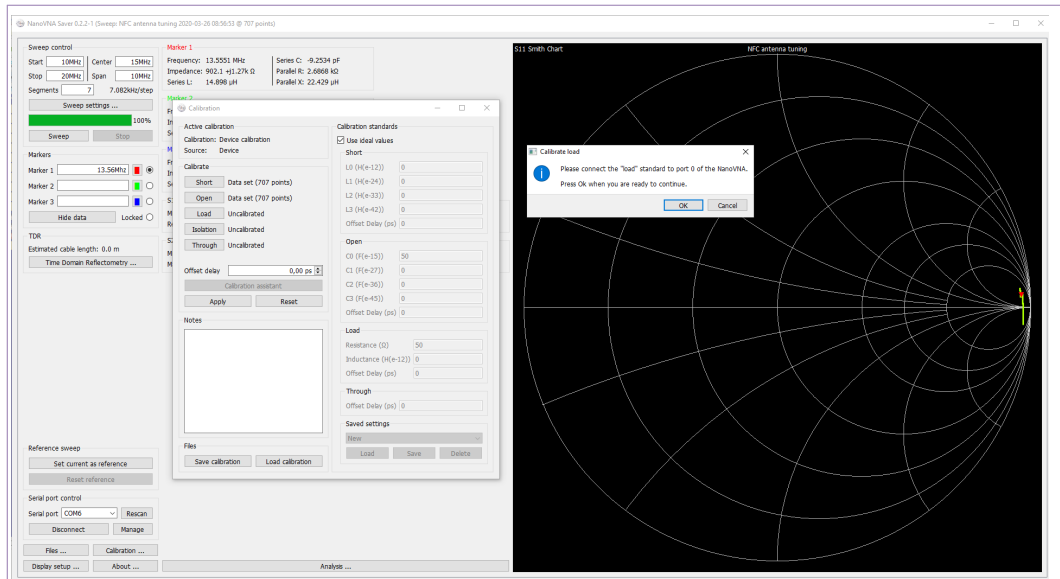 NanoVNA Saver 0.2.2-1 (Sweep: NFC antenna tuning 2020-03-26 08:56:53 @ 707 points)
Sweep control
Start 10MHz Center 15MHz
Stop 20MHz Span 10MHz
Segments 7 7.082kHz/step
Sweep settings ...
100%
Sweep Stop
Markers
Marker 1 13.56Mhz
Marker 2
Marker 3
Hide data Locked
TDR
Estimated cable length: 0.0 m
Time Domain Reflectometry ...
Reference sweep
Set current as reference
Reset reference
Serial port control
Serial port COM6 Rescan
Disconnect Manage
Files ... Calibration ...
Display setup ... About ...
Marker 1
Frequency: 13.5551 MHz Series C: -9.2534 pF
Impedance: 902.1 +j1.27k Ω Parallel R: 2.6868 kΩ
Series L: 14.898 μH Parallel X: 22.429 μH
Marker 2
Calibration
Active calibration
Calibration: Device calibration
Source: Device
Calibrate
Short Data set (707 points)
Open Data set (707 points)
Load Uncalibrated
Isolation Uncalibrated
Through Uncalibrated
Offset delay 0,00 ps
Calibration assistant
Apply Reset
Notes
Files
Save calibration Load calibration
Calibration standards
Use ideal values
Short
L0 (H(e-12)) 0
L1 (H(e-24)) 0
L2 (H(e-33)) 0
L3 (H(e-42)) 0
Offset Delay (ps) 0
Open
C0 (F(e-15)) 50
C1 (F(e-27)) 0
C2 (F(e-36)) 0
C3 (F(e-45)) 0
Offset Delay (ps) 0
Load
Resistance (Ω) 50
Inductance (H(e-12)) 0
Offset Delay (ps) 0
Through
Offset Delay (ps) 0
Saved settings
New
Load Save Delete
Analysis ...
S11 Smith Chart
NFC antenna tuning
Calibrate load
Please connect the "load" standard to port 0 of the NanoVNA.
Press Ok when you are ready to continue.
OK Cancel